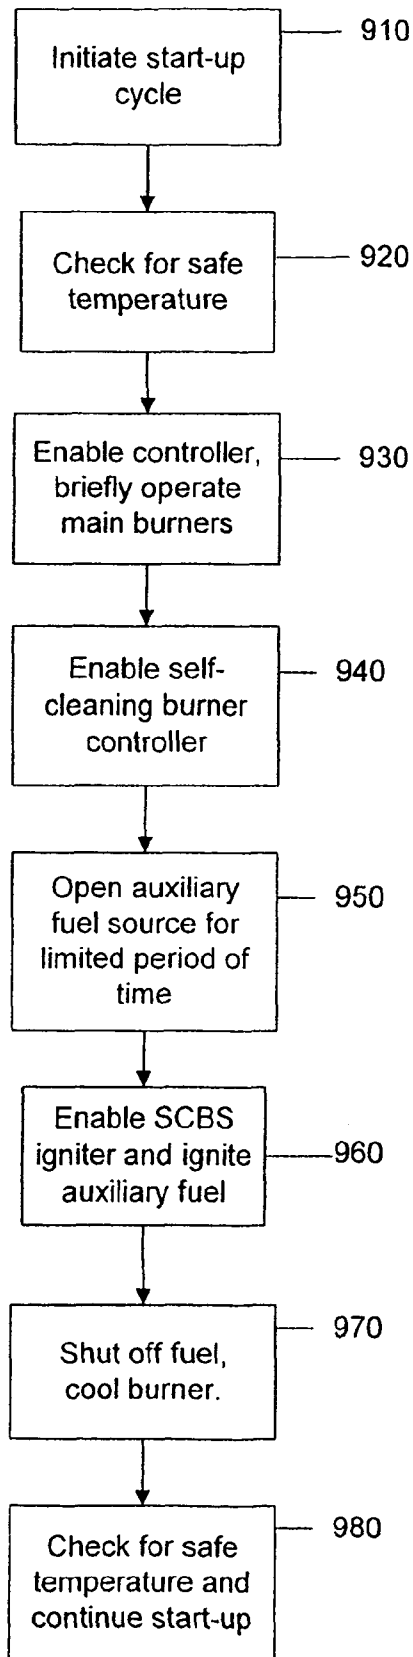 Initiate start-up
cycle
910
Check for safe
temperature
920
Enable controller,
briefly operate
main burners
930
Enable self-
cleaning burner
controller
940
Open auxiliary
fuel source for
limited period of
time
950
Enable SCBS
igniter and ignite
auxiliary fuel
960
Shut off fuel,
cool burner.
970
Check for safe
temperature and
continue start-up
980